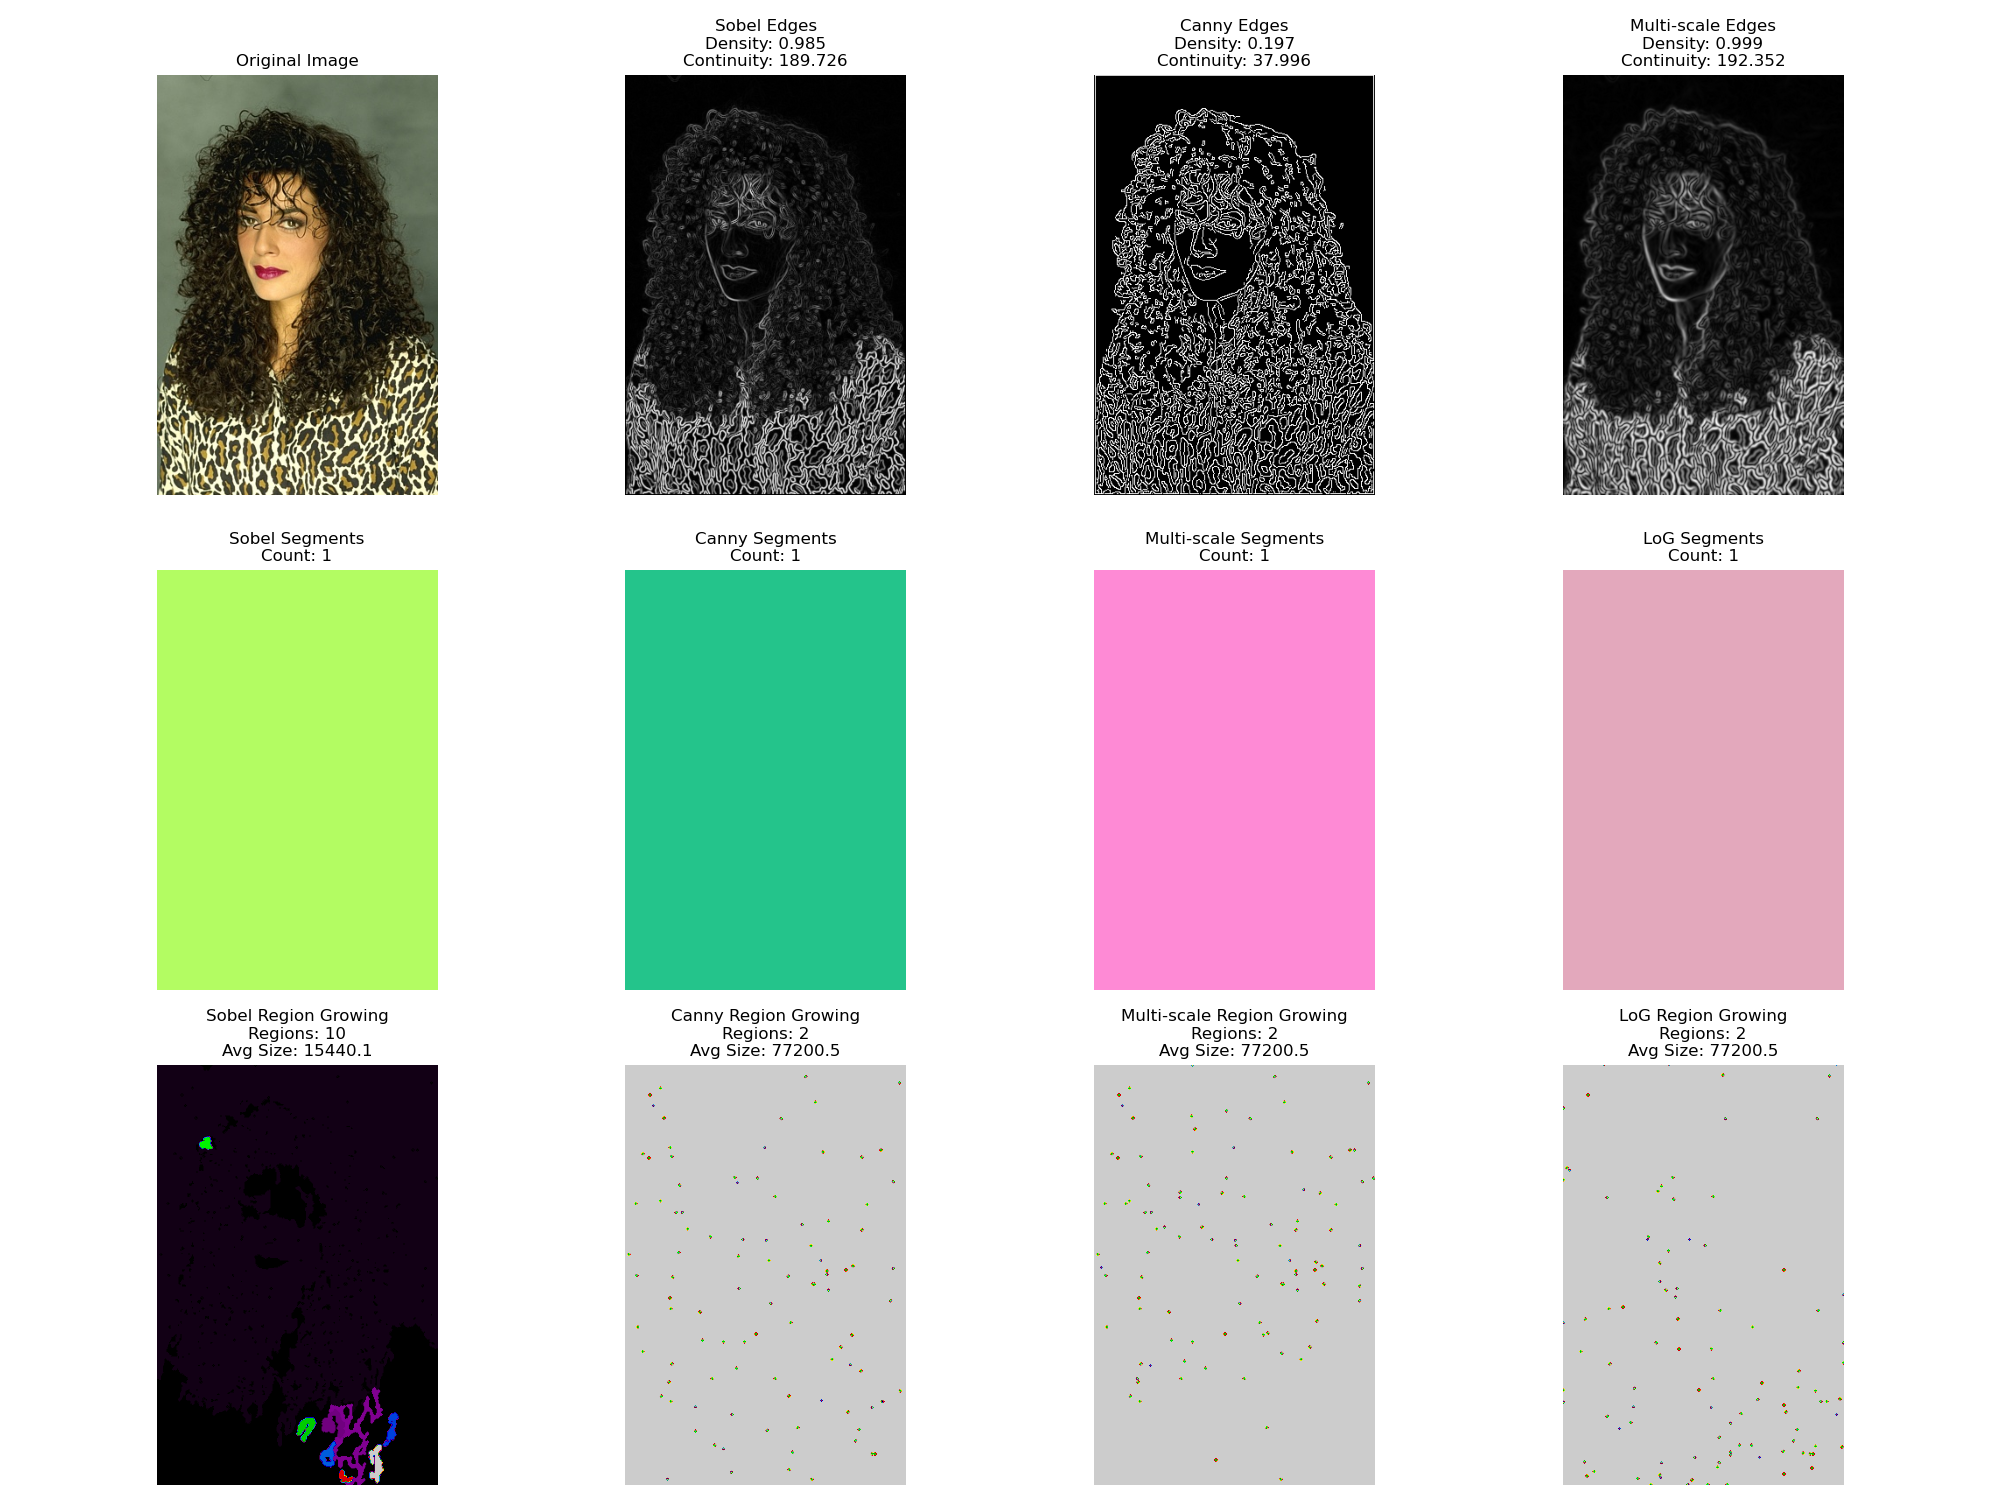 Original Image
Sobel Edges
Density: 0.985
Continuity: 189.726
Canny Edges
Density: 0.197
Continuity: 37.996
Multi-scale Edges
Density: 0.999
Continuity: 192.352
Sobel Segments
Count: 1
Canny Segments
Count: 1
Multi-scale Segments
Count: 1
LoG Segments
Count: 1
Sobel Region Growing
Regions: 10
Avg Size: 15440.1
Canny Region Growing
Regions: 2
Avg Size: 77200.5
Multi-scale Region Growing
Regions: 2
Avg Size: 77200.5
LoG Region Growing
Regions: 2
Avg Size: 77200.5